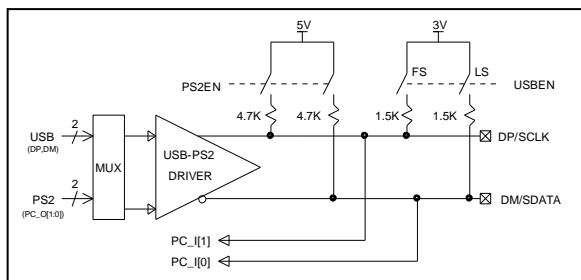 5V
3V
PS2EN
FS
LS
USBEN
4.7K
4.7K
1.5K
1.5K
2
USB
(DP,DM)
MUX
USB-PS2
DRIVER
DP/SCLK
2
PS2
(PC_O[1:0])
DM/SDATA
PC_I[1]
PC_I[0]